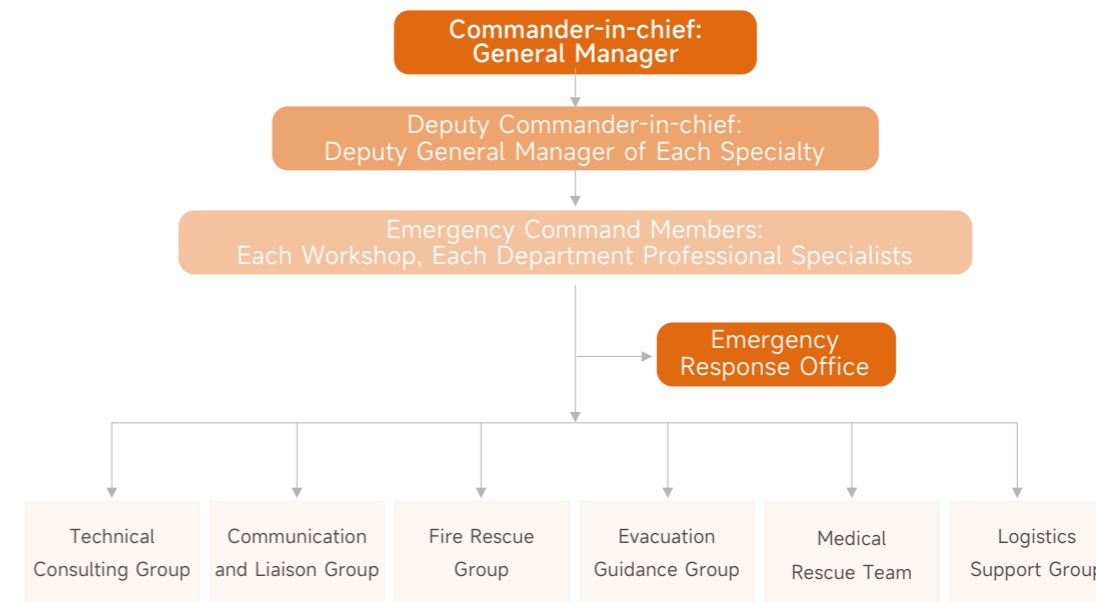 Commander-in-chief:
General Manager
Deputy Commander-in-chief:
Deputy General Manager of Each Specialty
Emergency Command Members:
Each Workshop, Each Department Professional Specialists
Emergency
Response Office
Technical
Consulting Group
Communication
and Liaison Group
Fire Rescue
Group
Evacuation
Guidance Group
Medical
Rescue Team
Logistics
Support Group